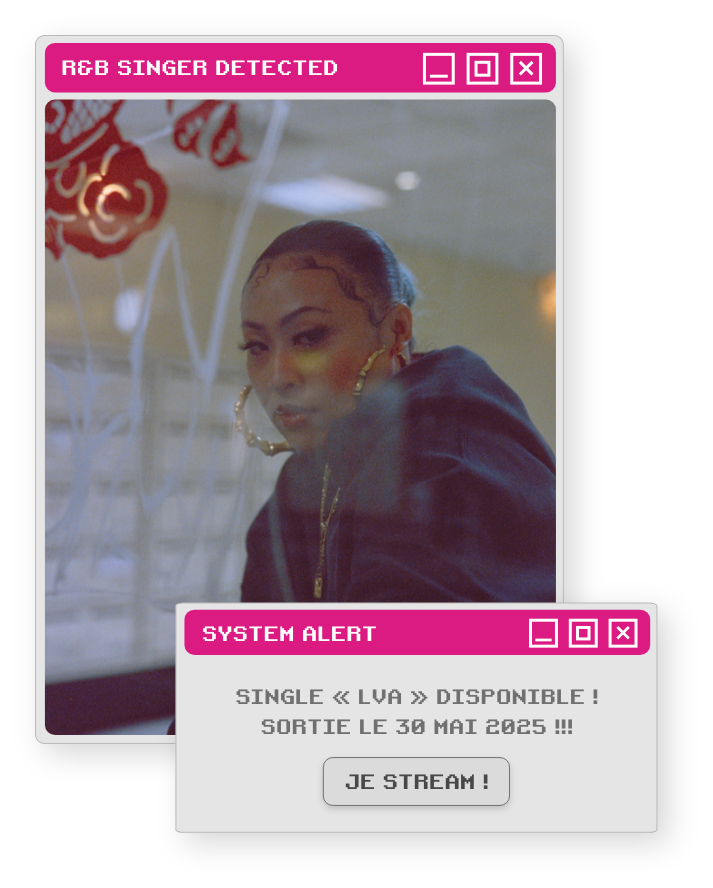 R&B SINGER DETECTED
SYSTEM ALERT
SINGLE « LVA » DISPONIBLE !
SORTIE LE 30 MAI 2025 !!!
JE STREAM !